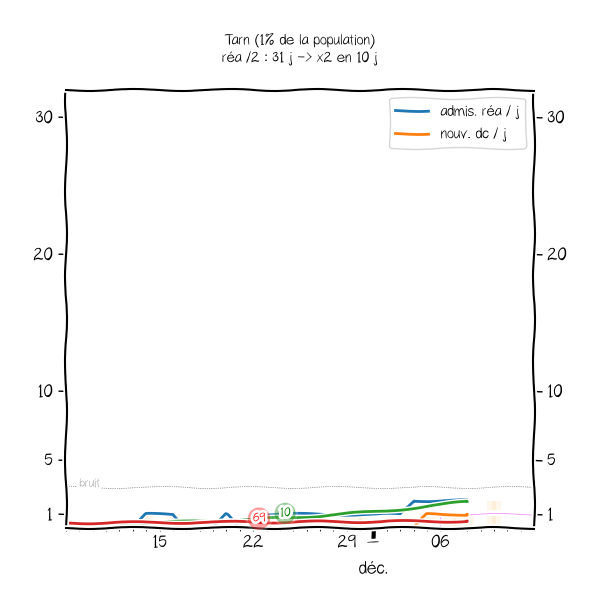 Tarn (1% de la population)
réa /2 : 31 j -> x2 en 10 j
admis. réa / j
nouv. dc / j
30
30
20
20
10
10
5
5
bruit
1
69
10
1
15
22
29
06
déc.